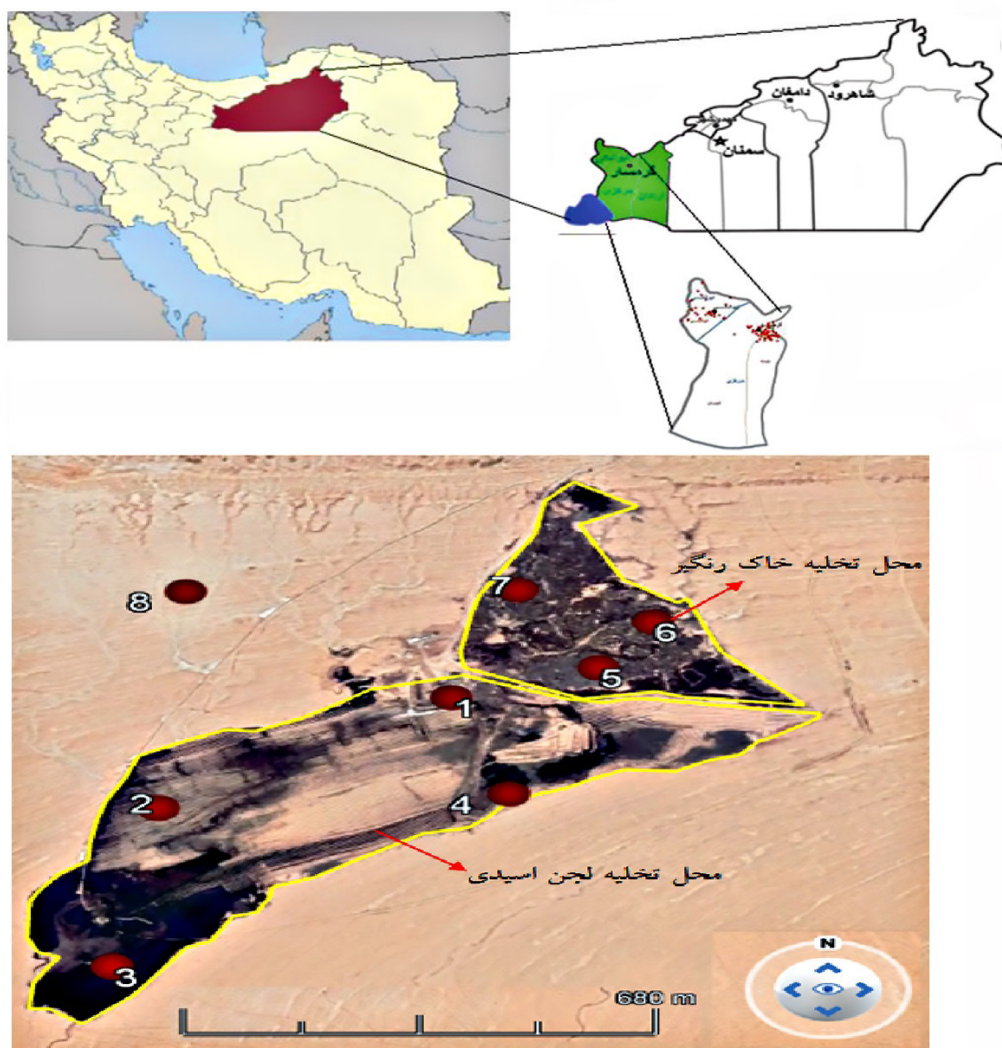 شاهرود
دامغان
سمنان
گرمسار
محل تخلیه خاک رنگبر
8
7
6
5
1
2
4
محل تخلیه لجن اسیدی
3
N
680 m